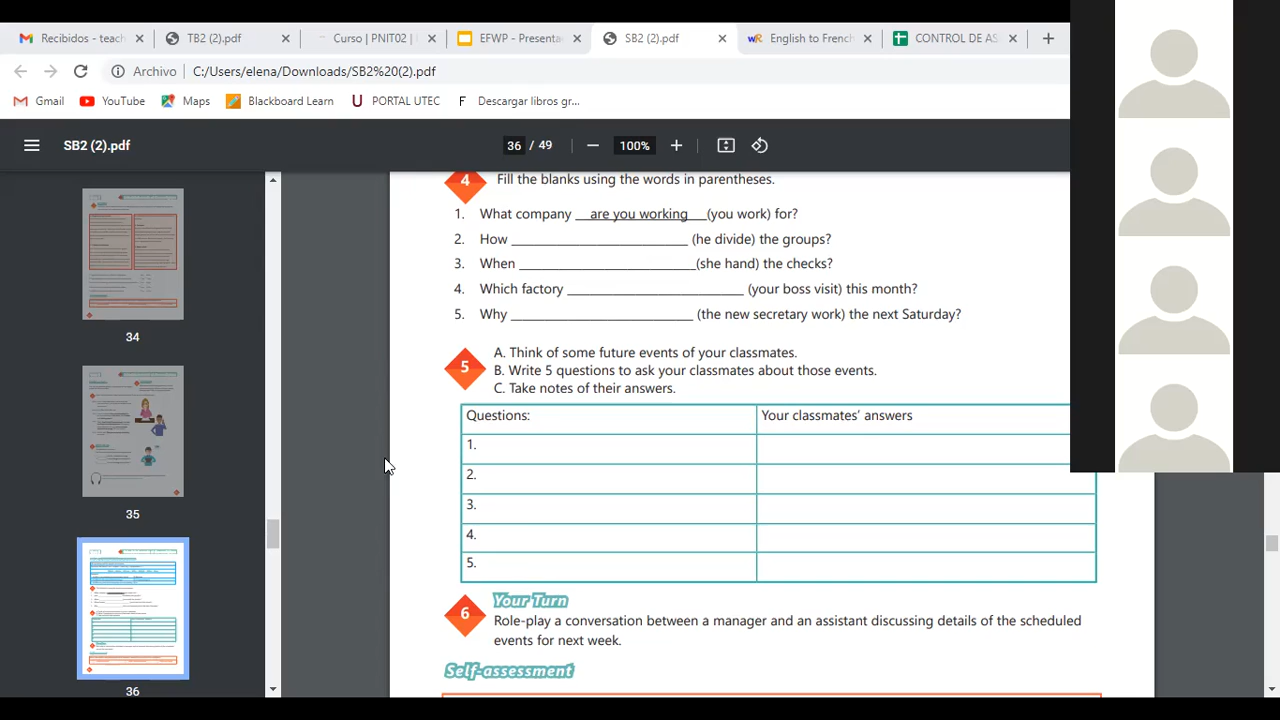 Recibidos - teach
TB2 (2).pdf
Curso | PNIT02 |
EFWP - Presenta
SB2 (2).pdf
English to French
CONTROL DE AS
Archivo
C:/Users/elena/Downloads/SB2%20(2).pdf
Gmail
YouTube
Maps
Blackboard Learn
PORTAL UTEC
Descargar libros gr...
SB2 (2).pdf
36 / 49
100%
4 Fill the blanks using the words in parentheses.
1. What company __are you working___(you work) for?
2. How ________________________ (he divide) the groups?
3. When ________________________(she hand) the checks?
4. Which factory ________________________ (your boss visit) this month?
5. Why _________________________ (the new secretary work) the next Saturday?
5
A. Think of some future events of your classmates.
B. Write 5 questions to ask your classmates about those events.
C. Take notes of their answers.
Questions: Your classmates' answers
1.
2.
3.
4.
5.
6 Your Turn
Role-play a conversation between a manager and an assistant discussing details of the scheduled
events for next week.
Self-assessment
34
35
36